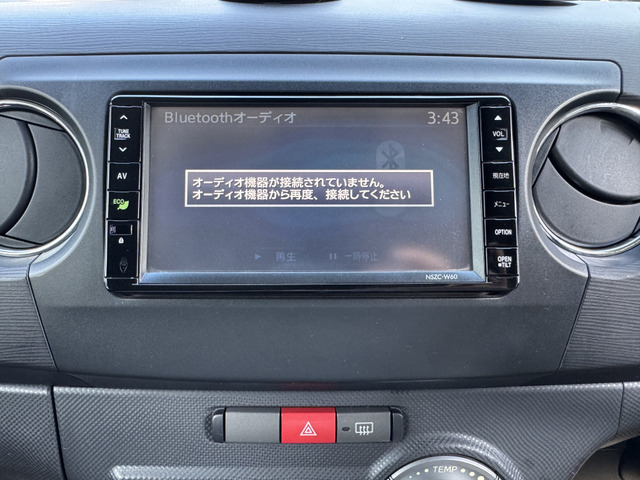 Bluetoothオーディオ
3:43
オーディオ機器が接続されていません。
オーディオ機器から再度、接続してください
再生
一時停止
NSZC-W60
TUNE
TRACK
AV
ECO
VOL
現在地
メニュー
OPTION
OPEN
TILT
TEMP